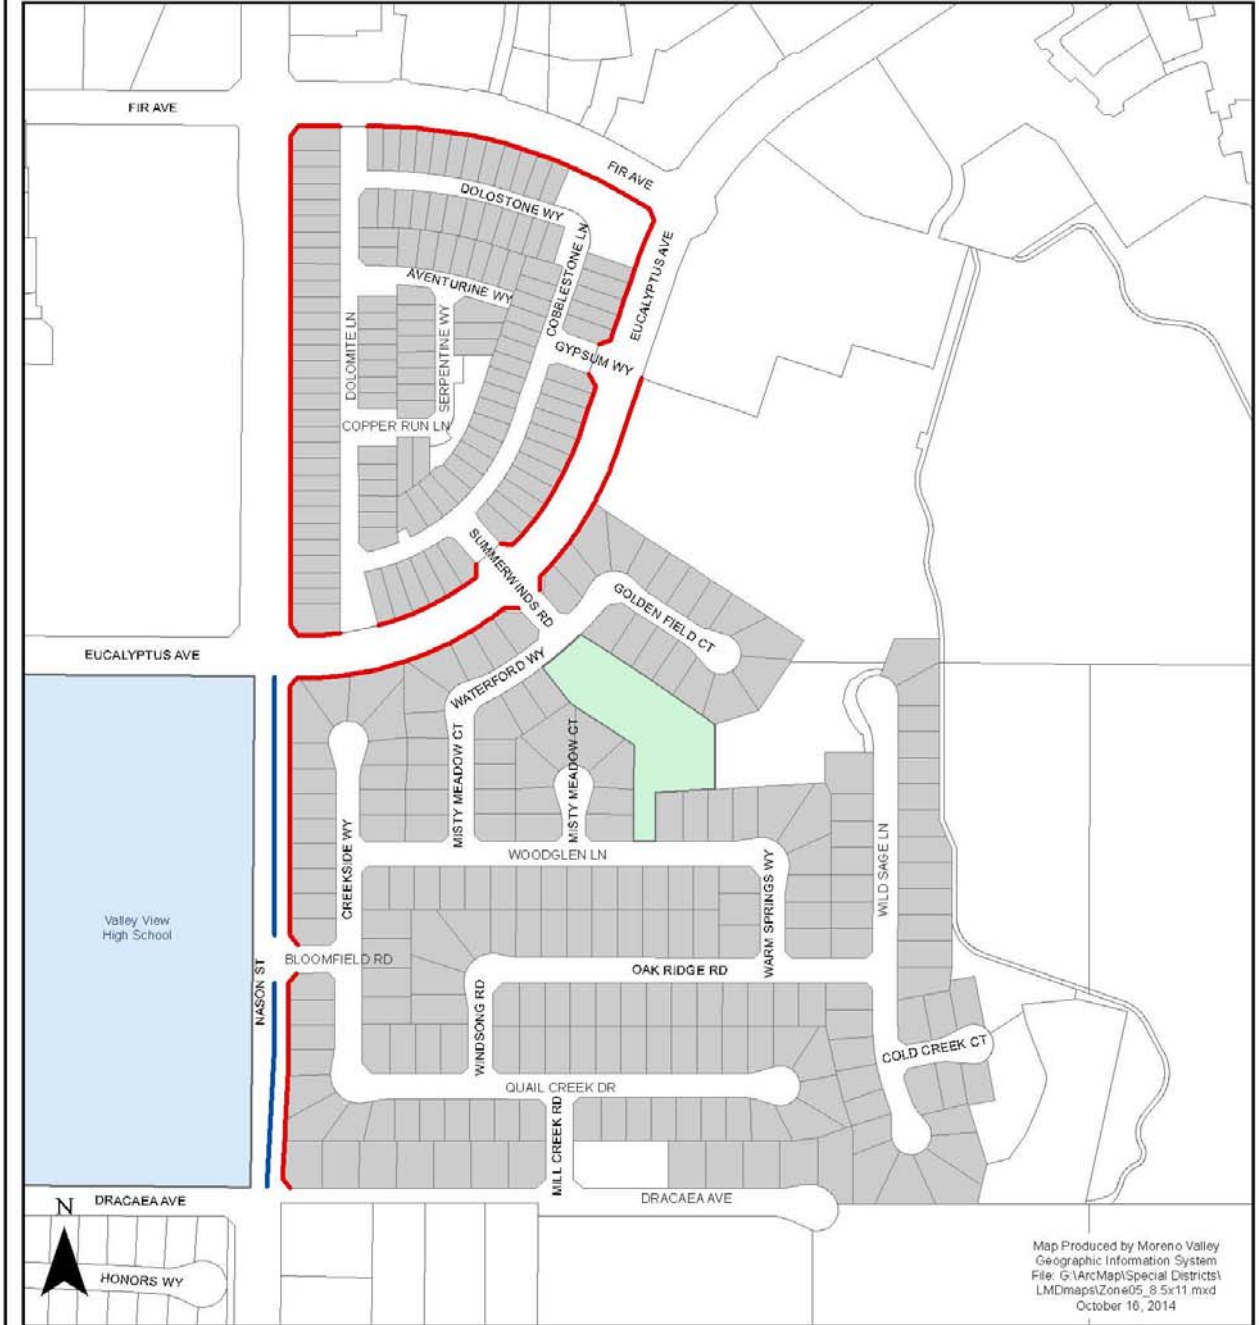 FIR AVE
FIR AVE
DOLOSTONE WY
COBBLESTONE LN
EUCALYPTUS AVE
AVENTURINE WY
DOLOMITE LN
SERPENTINE WY
GYPSUM WY
COPPER RUN LN
SUMMERWINDS RD
GOLDEN FIELD CT
EUCALYPTUS AVE
WATERFORD WY
MISTY MEADOW CT
MISTY MEADOW CT
CREEKSIDE WY
WOODGLEN LN
WARM SPRINGS WY
WILD SAGE LN
Valley View
High School
BLOOMFIELD RD
NASON ST
OAK RIDGE RD
WINDSONG RD
COLD CREEK CT
QUAIL CREEK DR
MILL CREEK RD
DRACAEA AVE
DRACAEA AVE
N
HONORS WY
Map Produced by Moreno Valley
Geographic Information System
File: G:\ArcMap\Special Districts\
LMDmaps\Zone05_8.5x11.mxd
October 16, 2014